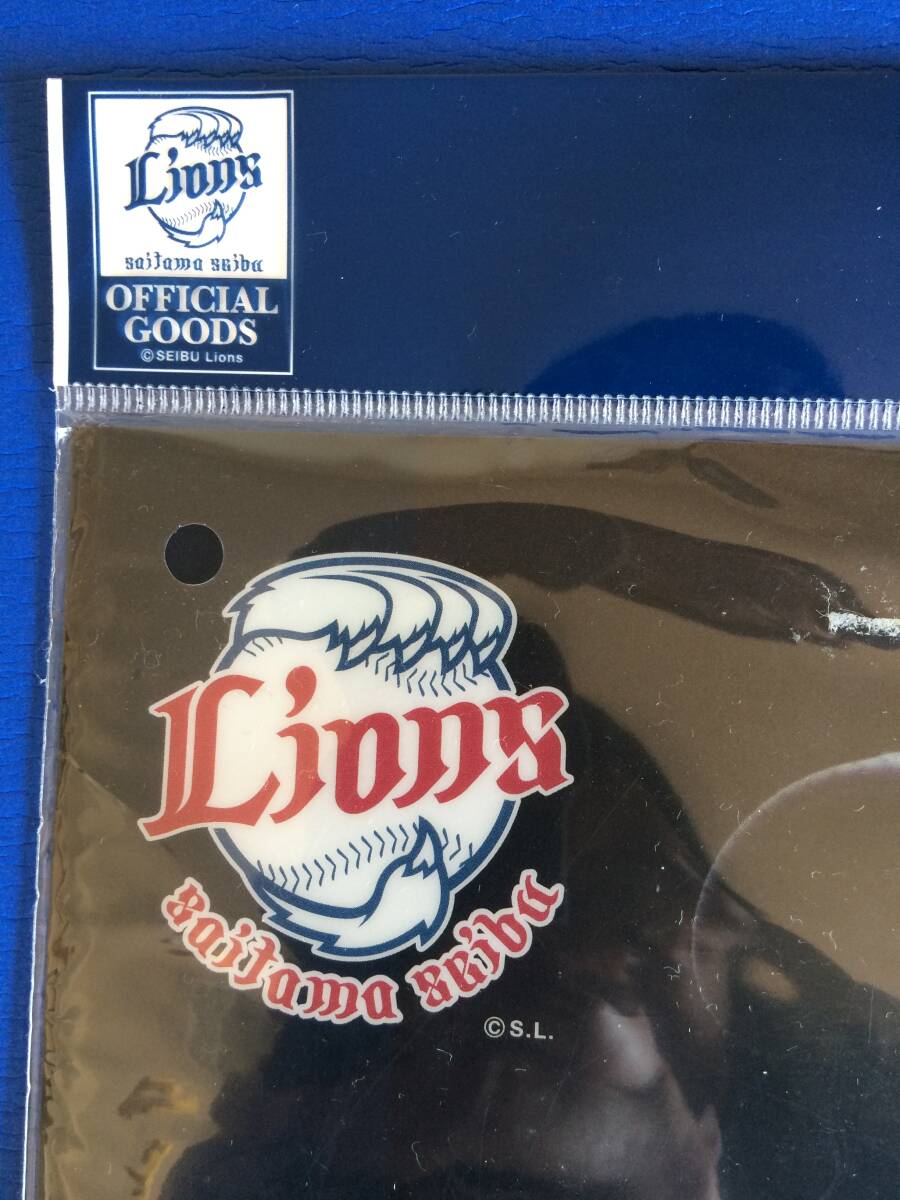 Lions
saitama seibu
OFFICIAL
GOODS
©SEIBU Lions
Lions
saitama seibu
©S.L.